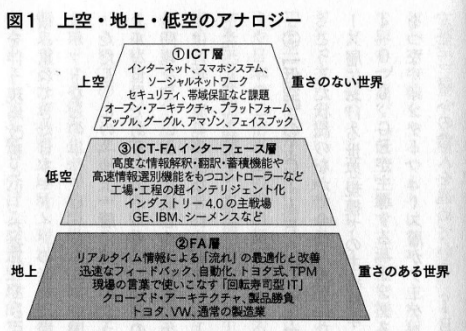 図1 上空・地上・低空のアナロジー
①ICT層
インターネット、スマホシステム、
ソーシャルネットワーク
セキュリティ、帯域保証など課題
オープン・アーキテクチャ、プラットフォーム
アップル、グーグル、アマゾン、フェイスブック
上空
重さのない世界
③ICT-FAインターフェース層
高度な情報解釈・翻訳・蓄積機能や
高速情報選別機能をもつコントローラーなど
工場・工程の超インテリジェント化
インダストリー4.0の主戦場
GE、IBM、シーメンスなど
低空
②FA層
リアルタイム情報による「流れ」の最適化と改善
迅速なフィードバック、自動化、トヨタ式、TPM
現場の言葉で使いこなす「回転寿司型IT」
クローズド・アーキテクチャ、製品勝負
トヨタ、VW、通常の製造業
地上
重さのある世界